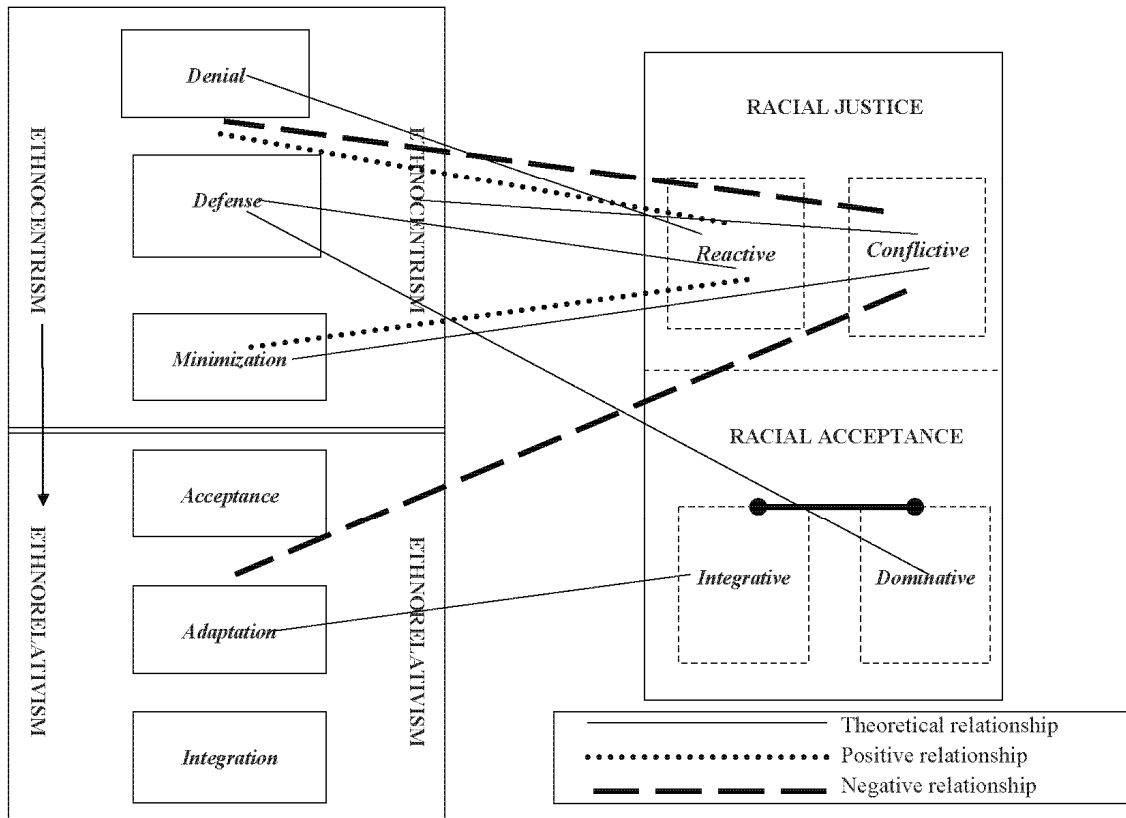 ETHNOCENTRISM
ETHNORELATIVISM
Denial
Defense
Minimization
Acceptance
Adaptation
Integration
ETHNOCENTRISM
ETHNORELATIVISM
RACIAL JUSTICE
Reactive
Conflictive
RACIAL ACCEPTANCE
Integrative
Dominative
Theoretical relationship
Positive relationship
Negative relationship